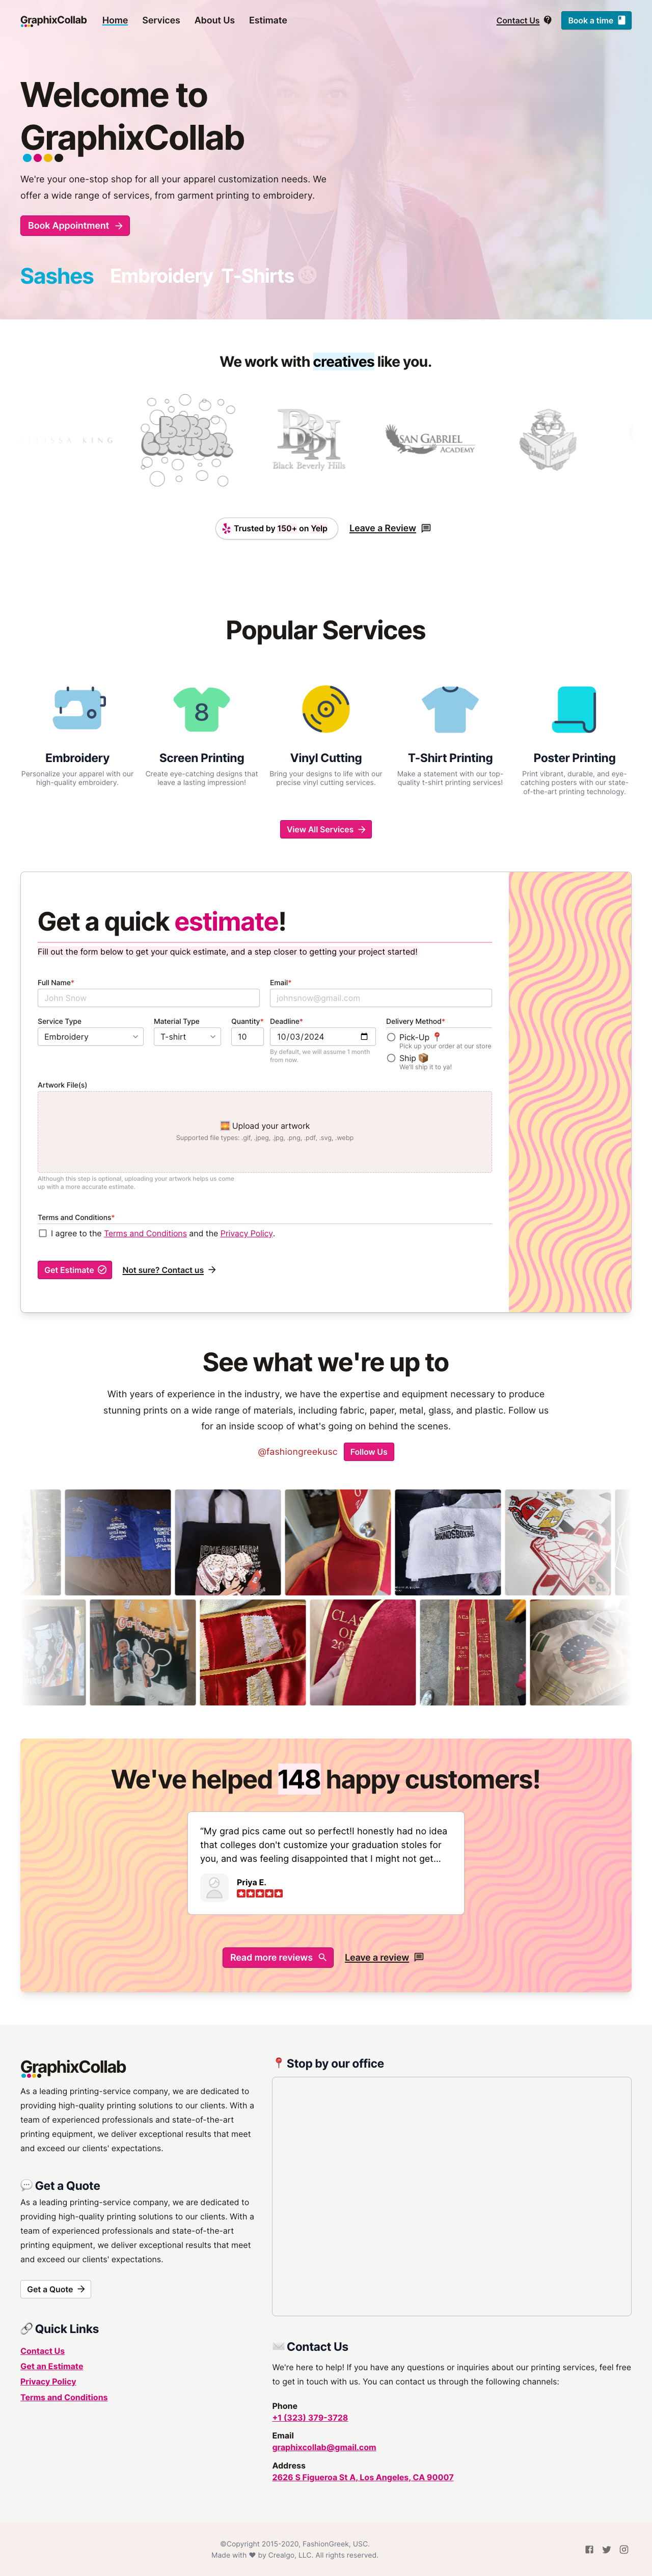 GraphixCollab Home Services About Us Estimate Contact Us Book a time
Welcome to
GraphixCollab
We're your one-stop shop for all your apparel customization needs. We
offer a wide range of services, from garment printing to embroidery.
Book Appointment
Sashes Embroidery T-Shirts
We work with creatives like you.
KING
BBH
Black Beverly Hills
SAN GABRIEL
ACADEMY
Trusted by 150+ on Yelp Leave a Review
Popular Services
8
Embroidery
Personalize your apparel with our
high-quality embroidery.
Screen Printing
Create eye-catching designs that
leave a lasting impression!
Vinyl Cutting
Bring your designs to life with our
precise vinyl cutting services.
T-Shirt Printing
Make a statement with our top-
quality t-shirt printing services!
Poster Printing
Print vibrant, durable, and eye-
catching posters with our state-
of-the-art printing technology.
View All Services
Get a quick estimate!
Fill out the form below to get your quick estimate, and a step closer to getting your project started!
Full Name* Email*
John Snow johnsnow@gmail.com
Service Type Material Type Quantity* Deadline* Delivery Method*
Embroidery T-shirt 10 10/03/2024
By default, we will assume 1 month
from now.
Pick-Up 📍
Pick up your order at our store
Ship 📦
We'll ship it to ya!
Artwork File(s)
🌅 Upload your artwork
Supported file types: .gif, .jpeg, .jpg, .png, .pdf, .svg, .webp
Although this step is optional, uploading your artwork helps us come
up with a more accurate estimate.
Terms and Conditions*
I agree to the Terms and Conditions and the Privacy Policy.
Get Estimate Not sure? Contact us
See what we're up to
With years of experience in the industry, we have the expertise and equipment necessary to produce
stunning prints on a wide range of materials, including fabric, paper, metal, glass, and plastic. Follow us
for an inside scoop of what's going on behind the scenes.
@fashiongreekusc Follow Us
CLASS
OF
We've helped 148 happy customers!
“My grad pics came out so perfect!I honestly had no idea
that colleges don't customize your graduation stoles for
you, and was feeling disappointed that I might not get...
Priya E.
Read more reviews Leave a review
GraphixCollab
As a leading printing-service company, we are dedicated to
providing high-quality printing solutions to our clients. With a
team of experienced professionals and state-of-the-art
printing equipment, we deliver exceptional results that meet
and exceed our clients' expectations.
💬 Get a Quote
As a leading printing-service company, we are dedicated to
providing high-quality printing solutions to our clients. With a
team of experienced professionals and state-of-the-art
printing equipment, we deliver exceptional results that meet
and exceed our clients' expectations.
Get a Quote
🔗 Quick Links
Contact Us
Get an Estimate
Privacy Policy
Terms and Conditions
📍 Stop by our office
✉️ Contact Us
We're here to help! If you have any questions or inquiries about our printing services, feel free
to get in touch with us. You can contact us through the following channels:
Phone
+1 (323) 379-3728
Email
graphixcollab@gmail.com
Address
2626 S Figueroa St A, Los Angeles, CA 90007
©Copyright 2015-2020, FashionGreek, USC.
Made with ♥ by Crealgo, LLC. All rights reserved.